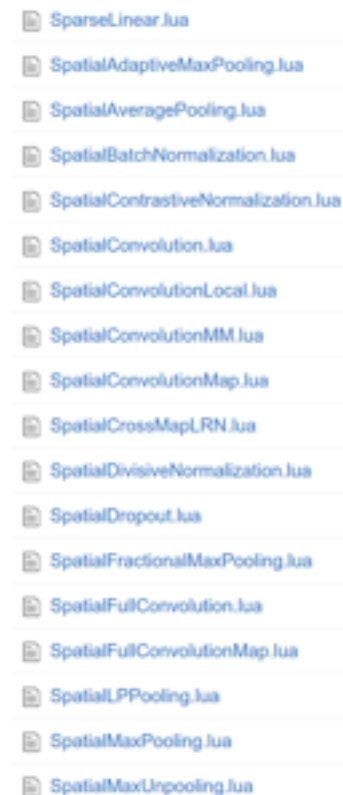 SparseLinear.lua
SpatialAdaptiveMaxPooling.lua
SpatialAveragePooling.lua
SpatialBatchNormalization.lua
SpatialContrastiveNormalization.lua
SpatialConvolution.lua
SpatialConvolutionLocal.lua
SpatialConvolutionMM.lua
SpatialConvolutionMap.lua
SpatialCrossMapLRN.lua
SpatialDivisiveNormalization.lua
SpatialDropout.lua
SpatialFractionalMaxPooling.lua
SpatialFullConvolution.lua
SpatialFullConvolutionMap.lua
SpatialLPPooling.lua
SpatialMaxPooling.lua
SpatialMaxUnpooling.lua